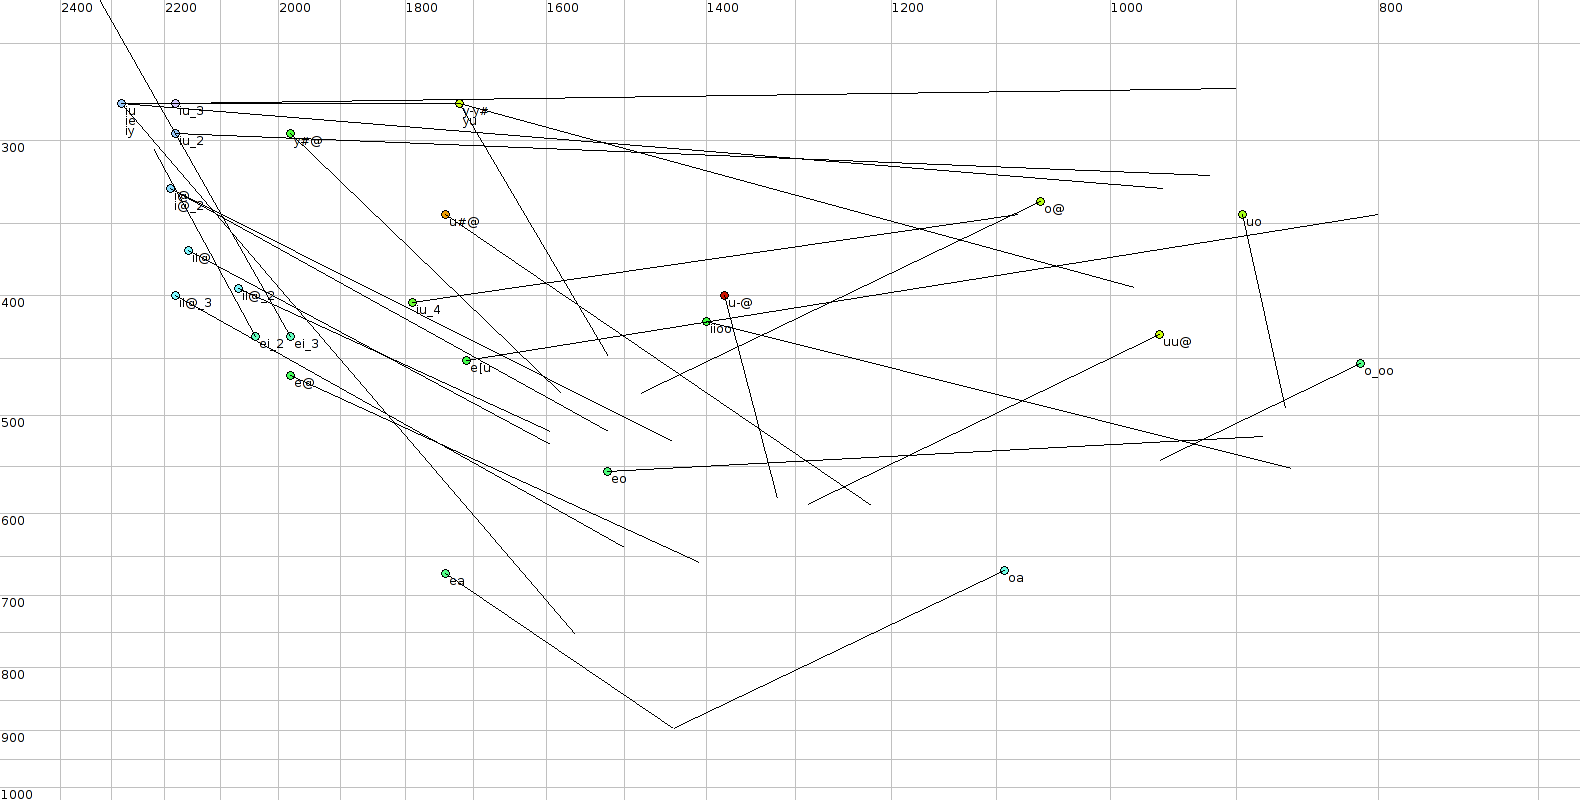 2400 2200 2000 1800 1600 1400 1200 1000 800
iu iu_3 y-y#
ie yu
iy iu_2 y#@
300
i@
i@_2 o@
u#@ uo
ii@
ii@_2
400 ii@_3 iu_4 u-@
iioo
ei_2 ei_3 uu@
e[u o_oo
e@
500
eo
600
ea oa
700
800
900
1000